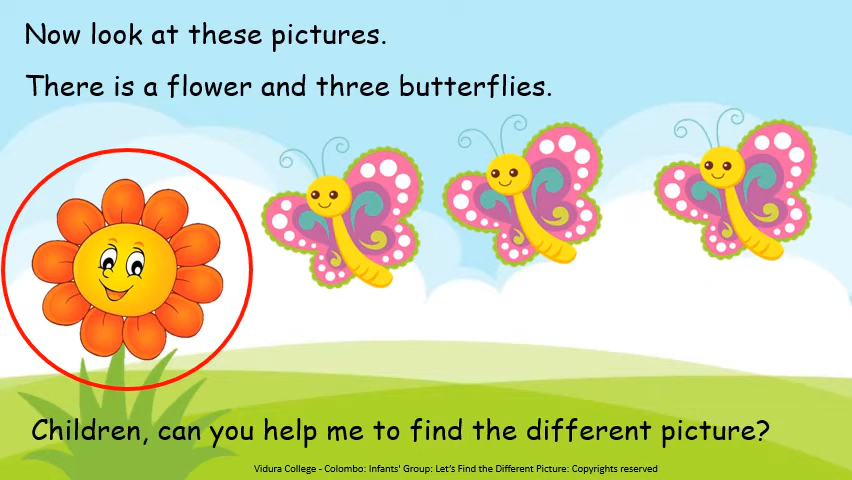 Now look at these pictures.
There is a flower and three butterflies.
Children, can you help me to find the different picture?
Vidura College - Colombo: Infants' Group: Let's Find the Different Picture: Copyrights reserved